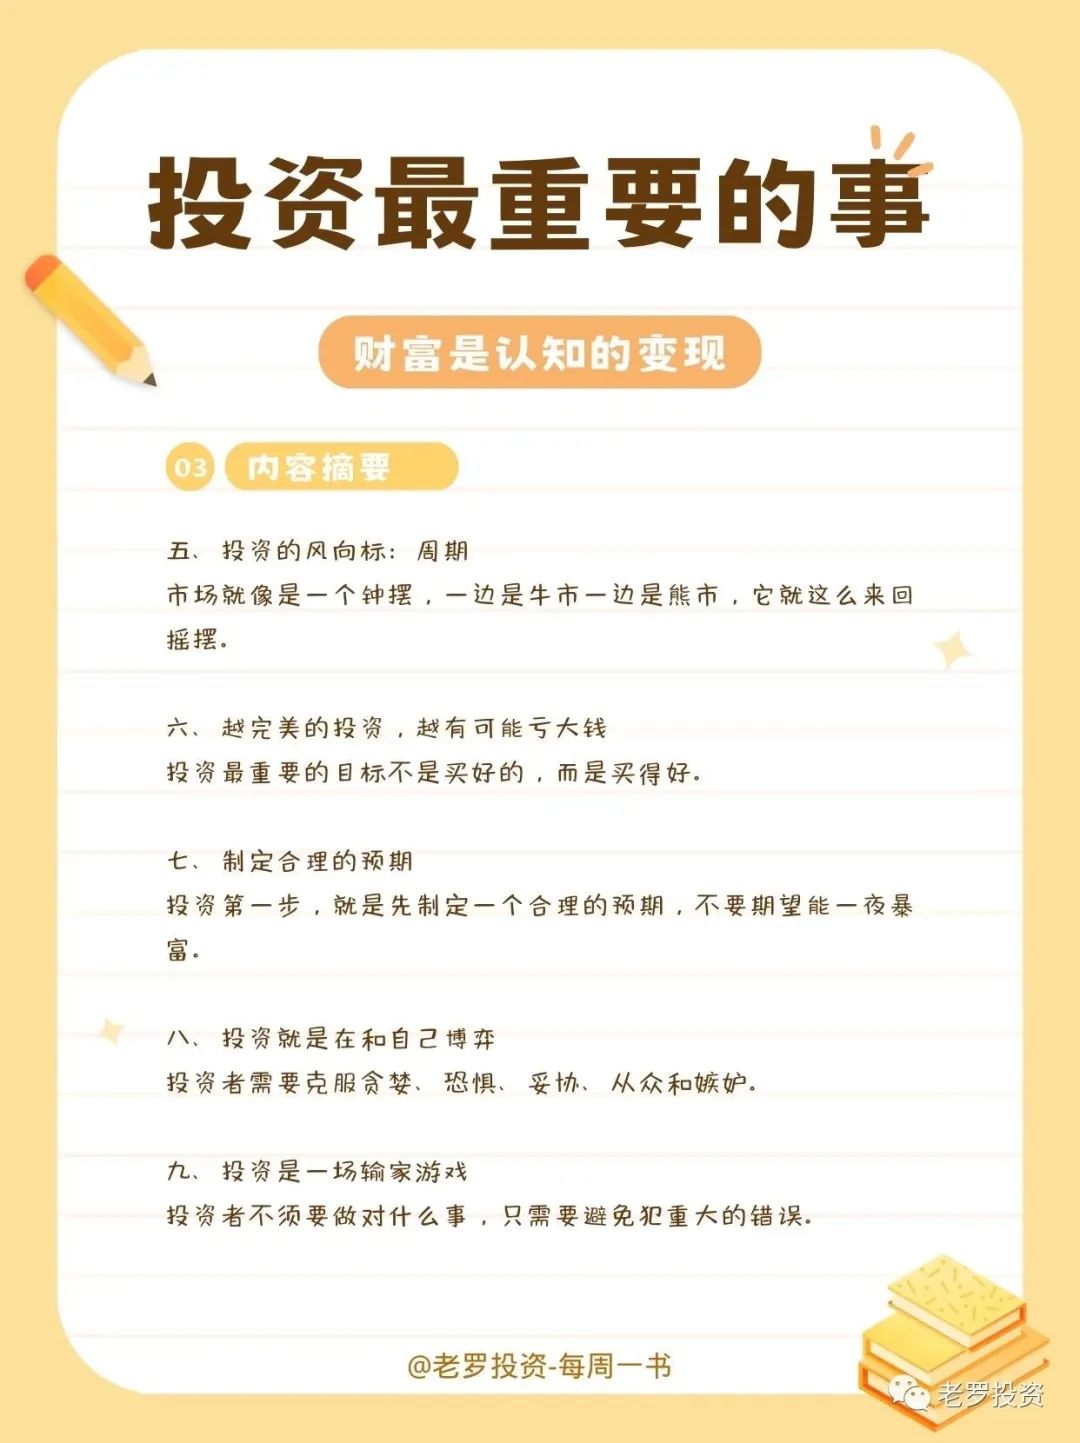 投资最重要的事
财富是认知的变现
03 内容摘要
五、投资的风向标：周期
市场就像是一个钟摆，一边是牛市一边是熊市，它就这么来回
摇摆。
六、越完美的投资，越有可能亏大钱
投资最重要的目标不是买好的，而是买得好。
七、制定合理的预期
投资第一步，就是先制定一个合理的预期，不要期望能一夜暴
富。
八、投资就是在和自己博弈
投资者需要克服贪婪、恐惧、妥协、从众和嫉妒。
九、投资是一场输家游戏
投资者不须要做对什么事，只需要避免犯重大的错误。
@老罗投资-每周一书
老罗投资